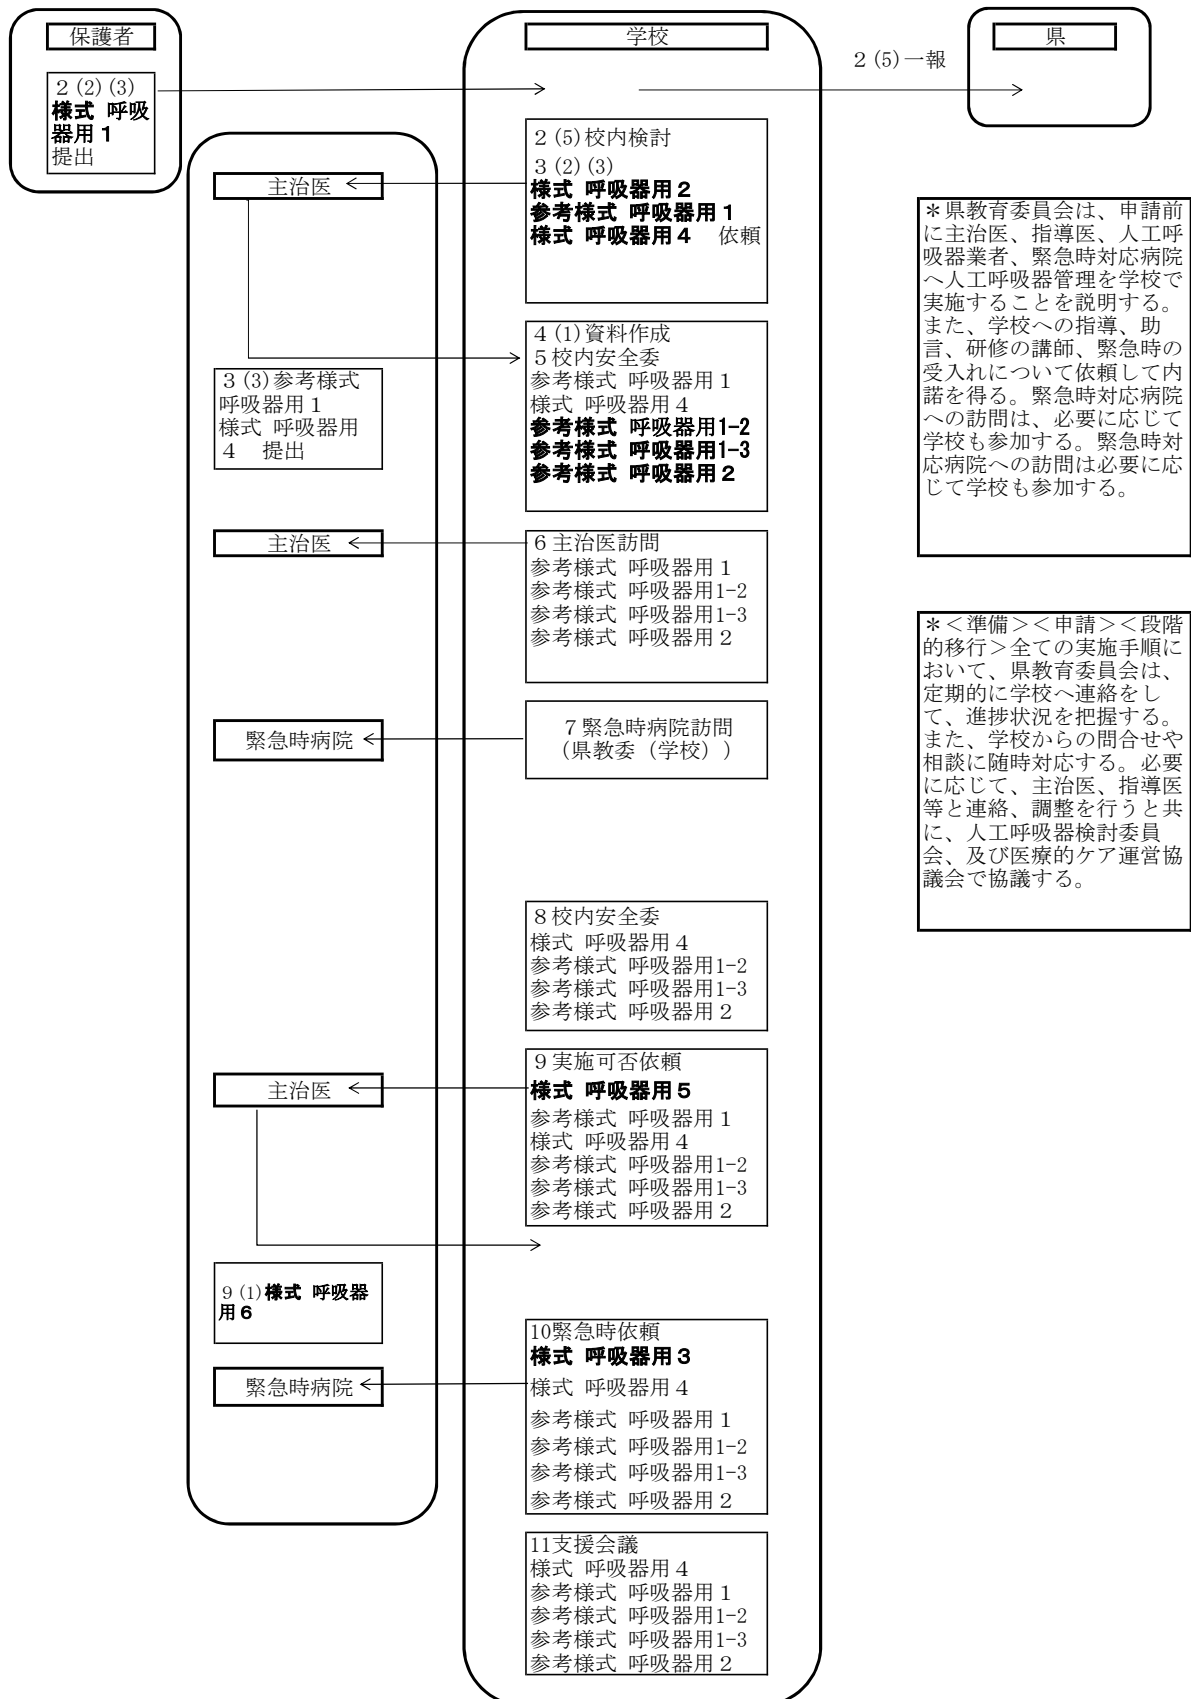 保護者
学校
県
2(5)一報
2(2)(3)
様式 呼吸
器用1
提出
2(5)校内検討
3(2)(3)
様式 呼吸器用2
参考様式 呼吸器用1
様式 呼吸器用4 依頼
主治医
4(1)資料作成
5校内安全委
参考様式 呼吸器用1
様式 呼吸器用4
参考様式 呼吸器用1-2
参考様式 呼吸器用1-3
参考様式 呼吸器用2
3(3)参考様式
呼吸器用1
様式 呼吸器用
4 提出
主治医
6主治医訪問
参考様式 呼吸器用1
参考様式 呼吸器用1-2
参考様式 呼吸器用1-3
参考様式 呼吸器用2
緊急時病院
7緊急時病院訪問
(県教委(学校))
8校内安全委
様式 呼吸器用4
参考様式 呼吸器用1-2
参考様式 呼吸器用1-3
参考様式 呼吸器用2
主治医
9実施可否依頼
様式 呼吸器用5
参考様式 呼吸器用1
様式 呼吸器用4
参考様式 呼吸器用1-2
参考様式 呼吸器用1-3
参考様式 呼吸器用2
9(1)様式 呼吸器
用6
緊急時病院
10緊急時依頼
様式 呼吸器用3
様式 呼吸器用4
参考様式 呼吸器用1
参考様式 呼吸器用1-2
参考様式 呼吸器用1-3
参考様式 呼吸器用2
11支援会議
様式 呼吸器用4
参考様式 呼吸器用1
参考様式 呼吸器用1-2
参考様式 呼吸器用1-3
参考様式 呼吸器用2
*県教育委員会は、申請前
に主治医、指導医、人工呼
吸器業者、緊急時対応病院
へ人工呼吸器管理を学校で
実施することを説明する。
また、学校への指導、助
言、研修の講師、緊急時の
受入れについて依頼して内
諾を得る。緊急時対応病院
への訪問は、必要に応じて
学校も参加する。緊急時対
応病院への訪問は必要に応
じて学校も参加する。
*<準備><申請><段階
的移行>全ての実施手順に
おいて、県教育委員会は、
定期的に学校へ連絡をし
て、進捗状況を把握する。
また、学校からの問合せや
相談に随時対応する。必要
に応じて、主治医、指導医
等と連絡、調整を行うと共
に、人工呼吸器検討委員
会、及び医療的ケア運営協
議会で協議する。